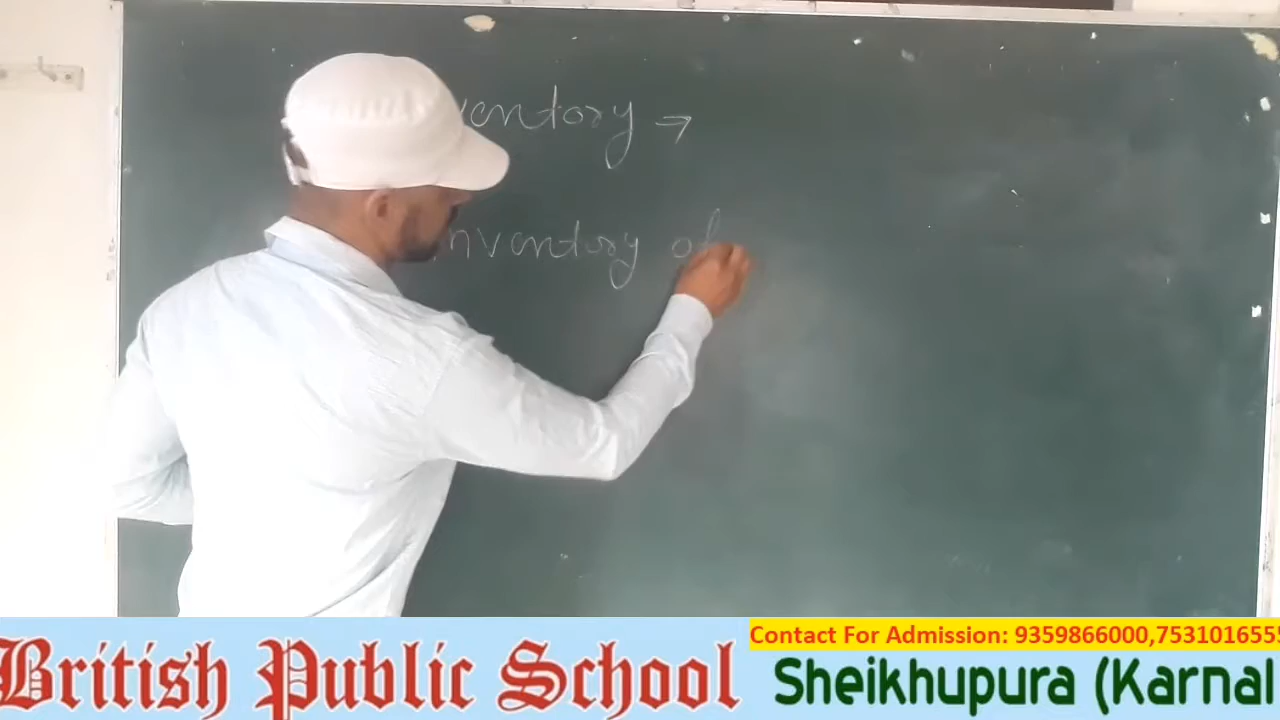 ventory →
nventory of
British Public School
Contact For Admission: 9359866000,753101655
Sheikhupura (Karnal